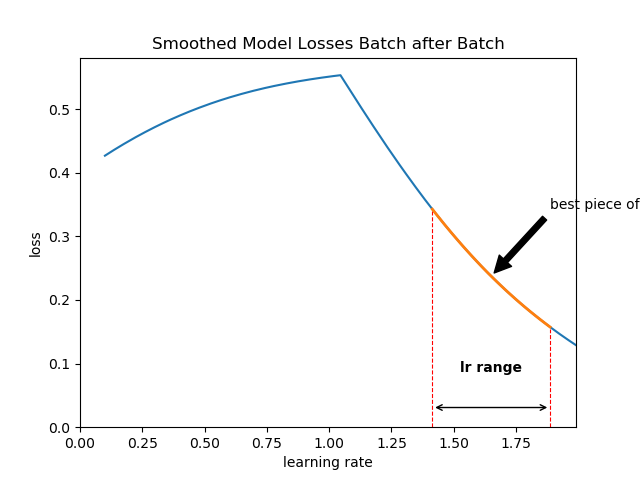 Smoothed Model Losses Batch after Batch
0.5
0.4
0.3
0.2
0.1
0.0
loss
best piece of
lr range
0.00 0.25 0.50 0.75 1.00 1.25 1.50 1.75
learning rate